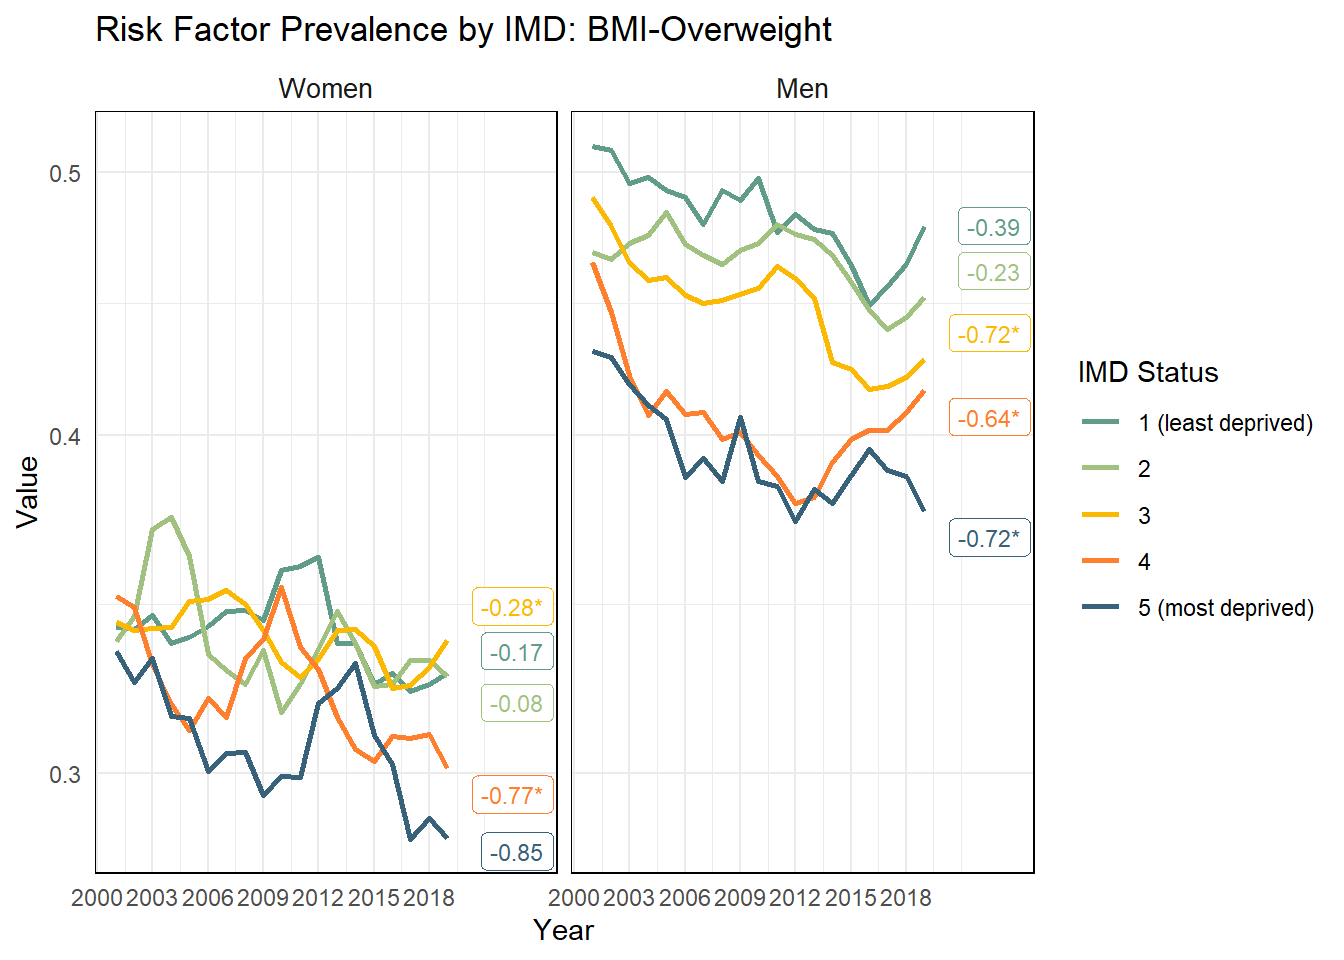 Risk Factor Prevalence by IMD: BMI-Overweight
Women
Men
0.5
0.4
0.3
Value
-0.28*
-0.17
-0.08
-0.77*
-0.85
-0.39
-0.23
-0.72*
-0.64*
-0.72*
2000 2003 2006 2009 2012 2015 2018
2000 2003 2006 2009 2012 2015 2018
Year
IMD Status
1 (least deprived)
2
3
4
5 (most deprived)